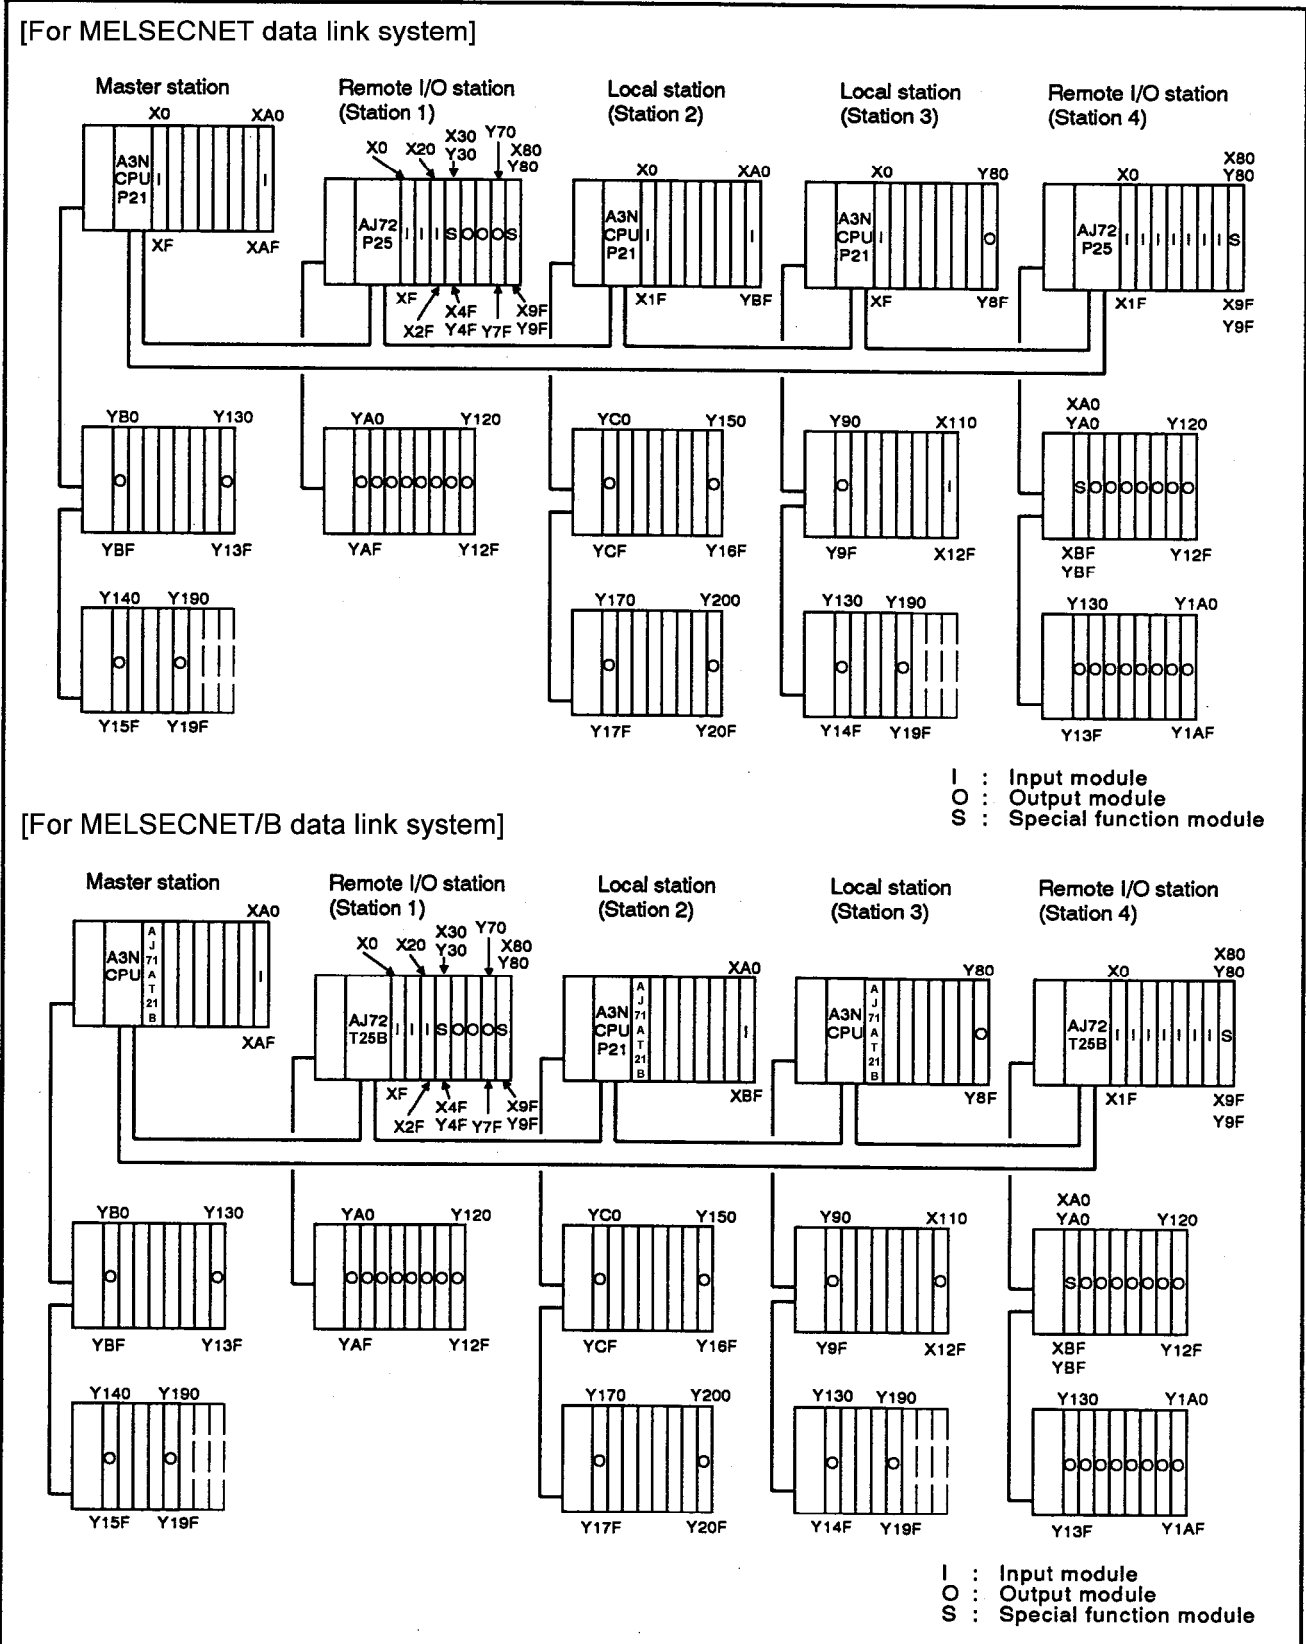 [For MELSECNET data link system]
Master station
Remote I/O station
(Station 1)
Local station
(Station 2)
Local station
(Station 3)
Remote I/O station
(Station 4)
X0 XA0
X0 X20 X30 Y70
Y30 X80
Y80
X0 XA0
X0 Y80
X0 X80
Y80
A3N
CPU
P21
I I
XF XAF
AJ72
P25
I I I S O O O S
XF X4F X9F
X2F Y4F Y7F Y9F
A3N
CPU
P21
I I
X1F YBF
A3N
CPU
P21
I O
XF Y8F
AJ72
P25
I I I I I I I S
X1F X9F
Y9F
YB0 Y130
O O
YBF Y13F
YA0 Y120
O O O O O O O O
YAF Y12F
YC0 Y150
O O
YCF Y16F
Y90 X110
O I
Y9F X12F
XA0
YA0 Y120
S O O O O O O O
XBF Y12F
YBF
Y140 Y190
O O
Y15F Y19F
Y170 Y200
O O
Y17F Y20F
Y130 Y190
O O
Y14F Y19F
Y130 Y1A0
O O O O O O O O
Y13F Y1AF
I : Input module
O : Output module
S : Special function module
[For MELSECNET/B data link system]
Master station
Remote I/O station
(Station 1)
Local station
(Station 2)
Local station
(Station 3)
Remote I/O station
(Station 4)
XA0
X0 X20 X30 Y70
Y30 X80
Y80
XA0
Y80
X0 X80
Y80
A3N
CPU
A
J
71
A
T
21
B
I
XAF
AJ72
T25B
I I I S O O O S
XF X4F X9F
X2F Y4F Y7F Y9F
A3N
CPU
P21
A
J
71
A
T
21
B
I
XBF
A3N
CPU
A
J
71
A
T
21
B
O
Y8F
AJ72
T25B
I I I I I I I S
X1F X9F
Y9F
YB0 Y130
O O
YBF Y13F
YA0 Y120
O O O O O O O O
YAF Y12F
YC0 Y150
O O
YCF Y16F
Y90 X110
O O
Y9F X12F
XA0
YA0 Y120
S O O O O O O O
XBF Y12F
YBF
Y140 Y190
O O
Y15F Y19F
Y170 Y200
O O
Y17F Y20F
Y130 Y190
O O
Y14F Y19F
Y130 Y1A0
O O O O O O O O
Y13F Y1AF
I : Input module
O : Output module
S : Special function module